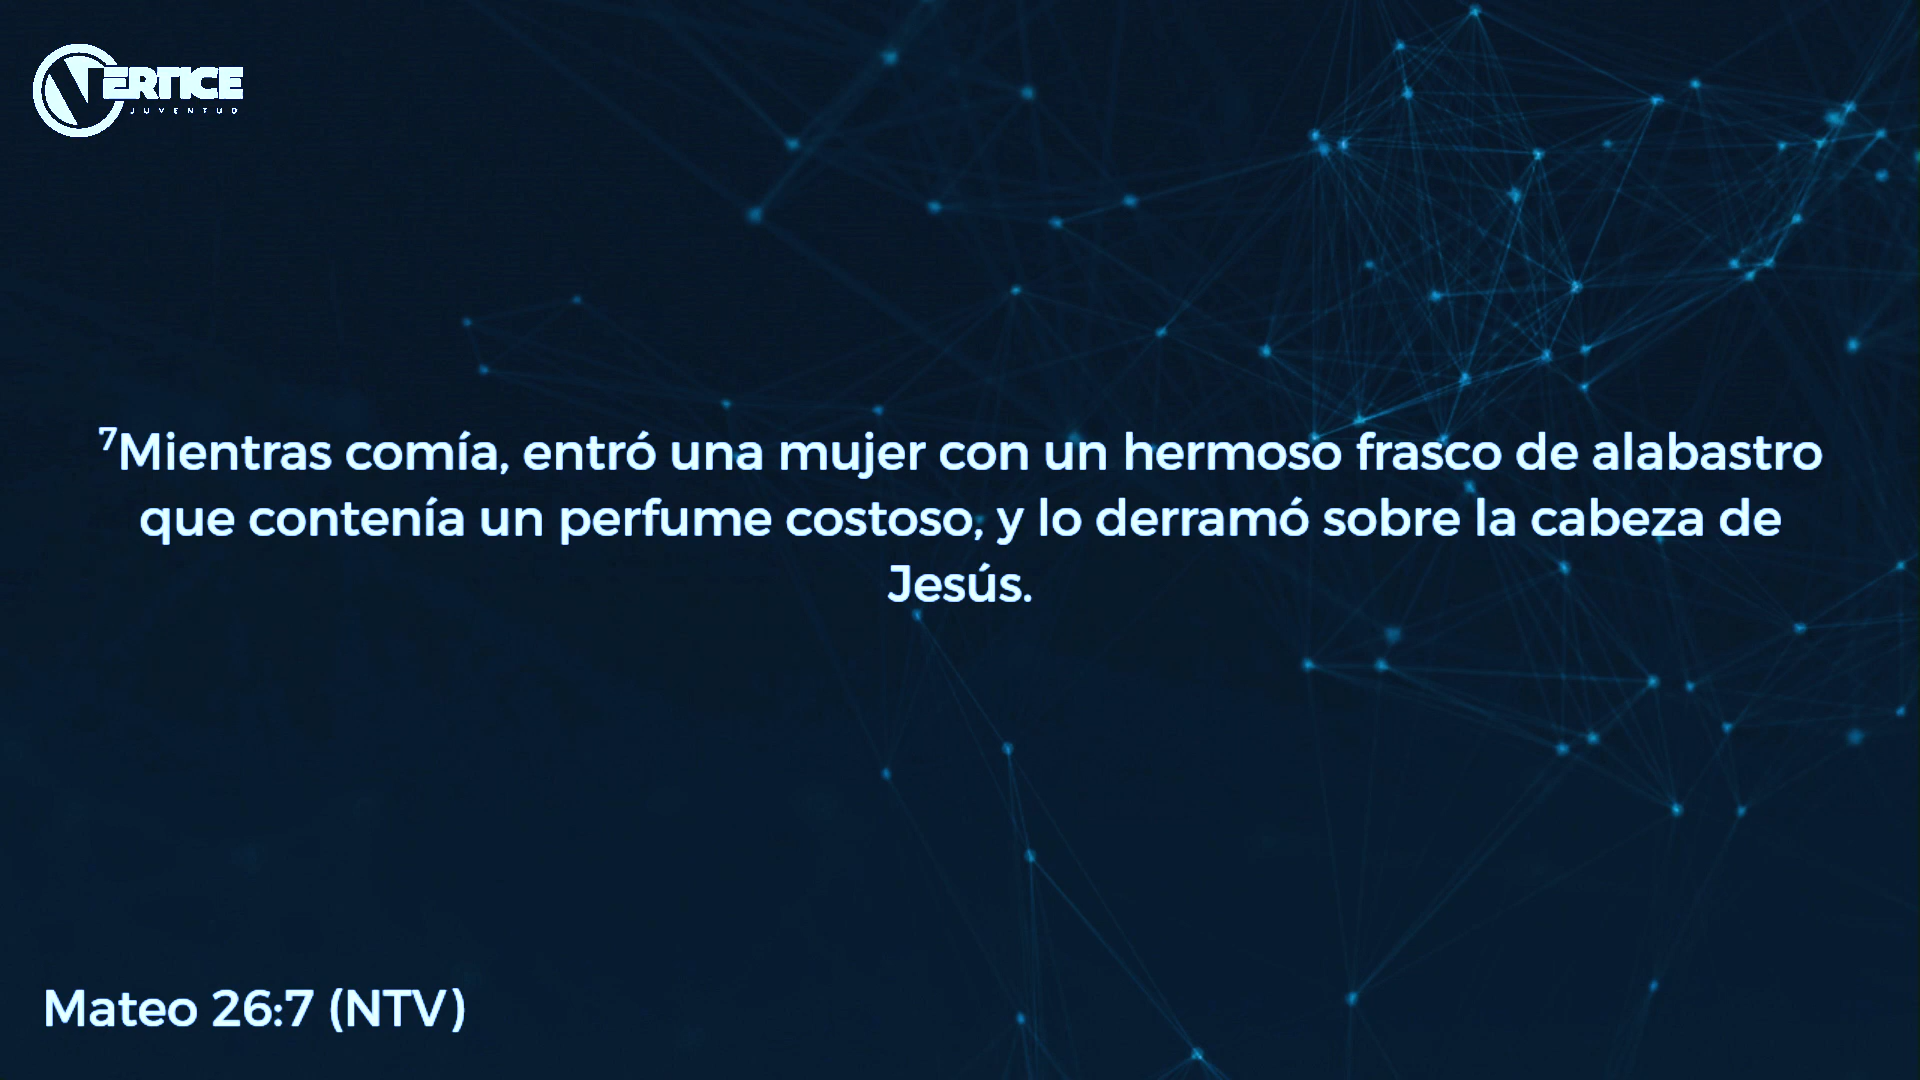 VERTICE
JUVENTUD
⁷Mientras comía, entró una mujer con un hermoso frasco de alabastro
que contenía un perfume costoso, y lo derramó sobre la cabeza de
Jesús.
Mateo 26:7 (NTV)